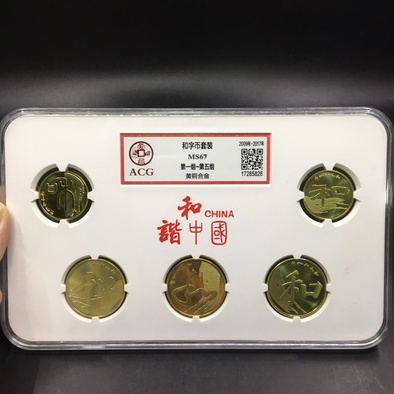 和字币套装
MS67
第一组-第五组
黄铜合金
ACG
2009年-2017年
17285826
和 CHINA
諧 中國
和